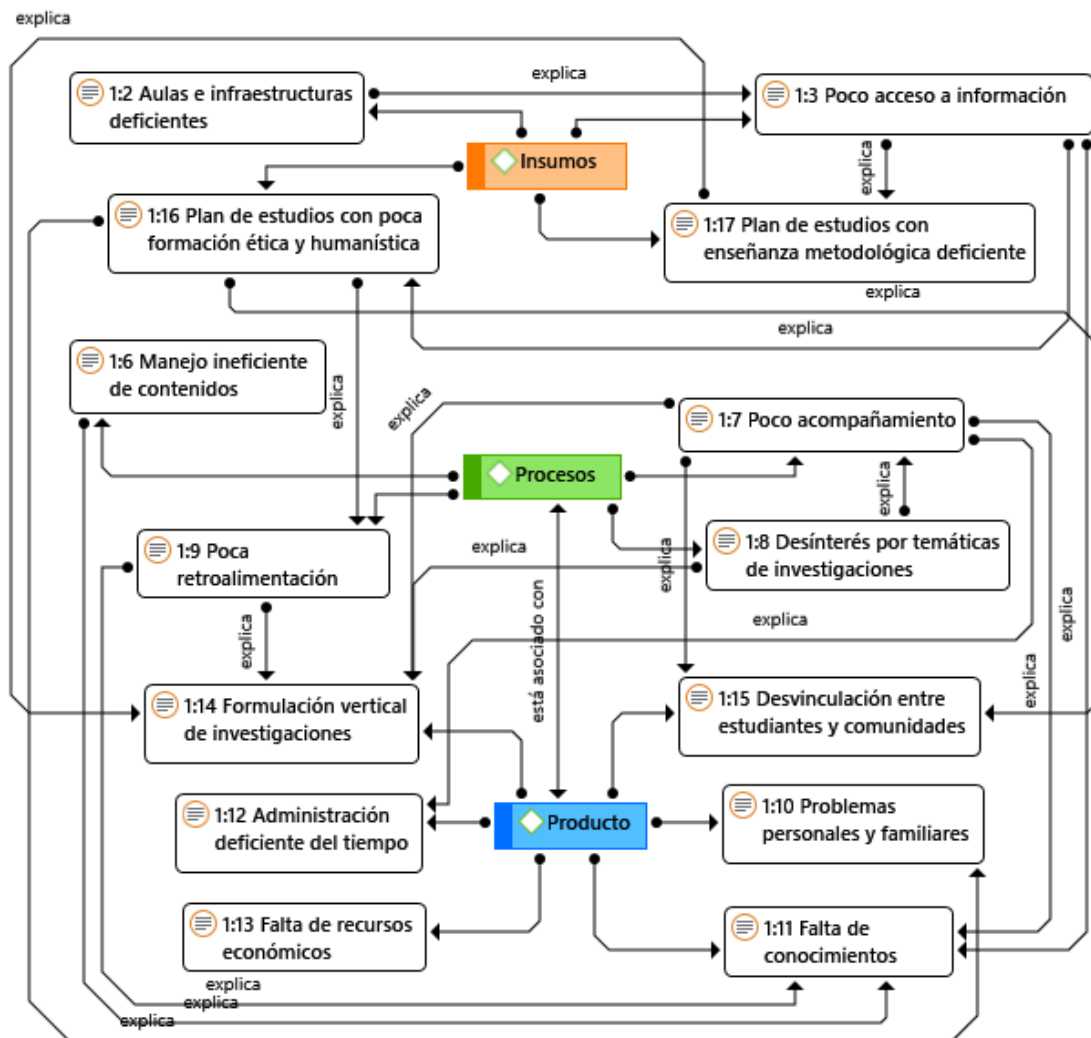 explica
1:2 Aulas e infraestructuras
deficientes
explica
1:3 Poco acceso a información
Insumos
explica
1:16 Plan de estudios con poca
formación ética y humanística
1:17 Plan de estudios con
enseñanza metodológica deficiente
explica
explica
1:6 Manejo ineficiente
de contenidos
explica
explica
1:7 Poco acompañamiento
Procesos
explica
1:9 Poca
retroalimentación
explica
explica
1:8 Desínterés por temáticas
de investigaciones
explica
explica
explica
está asociado con
explica
1:14 Formulación vertical
de investigaciones
1:15 Desvinculación entre
estudiantes y comunidades
explica
1:12 Administración
deficiente del tiempo
Producto
1:10 Problemas
personales y familiares
1:13 Falta de recursos
económicos
1:11 Falta de
conocimientos
explica
explica
explica